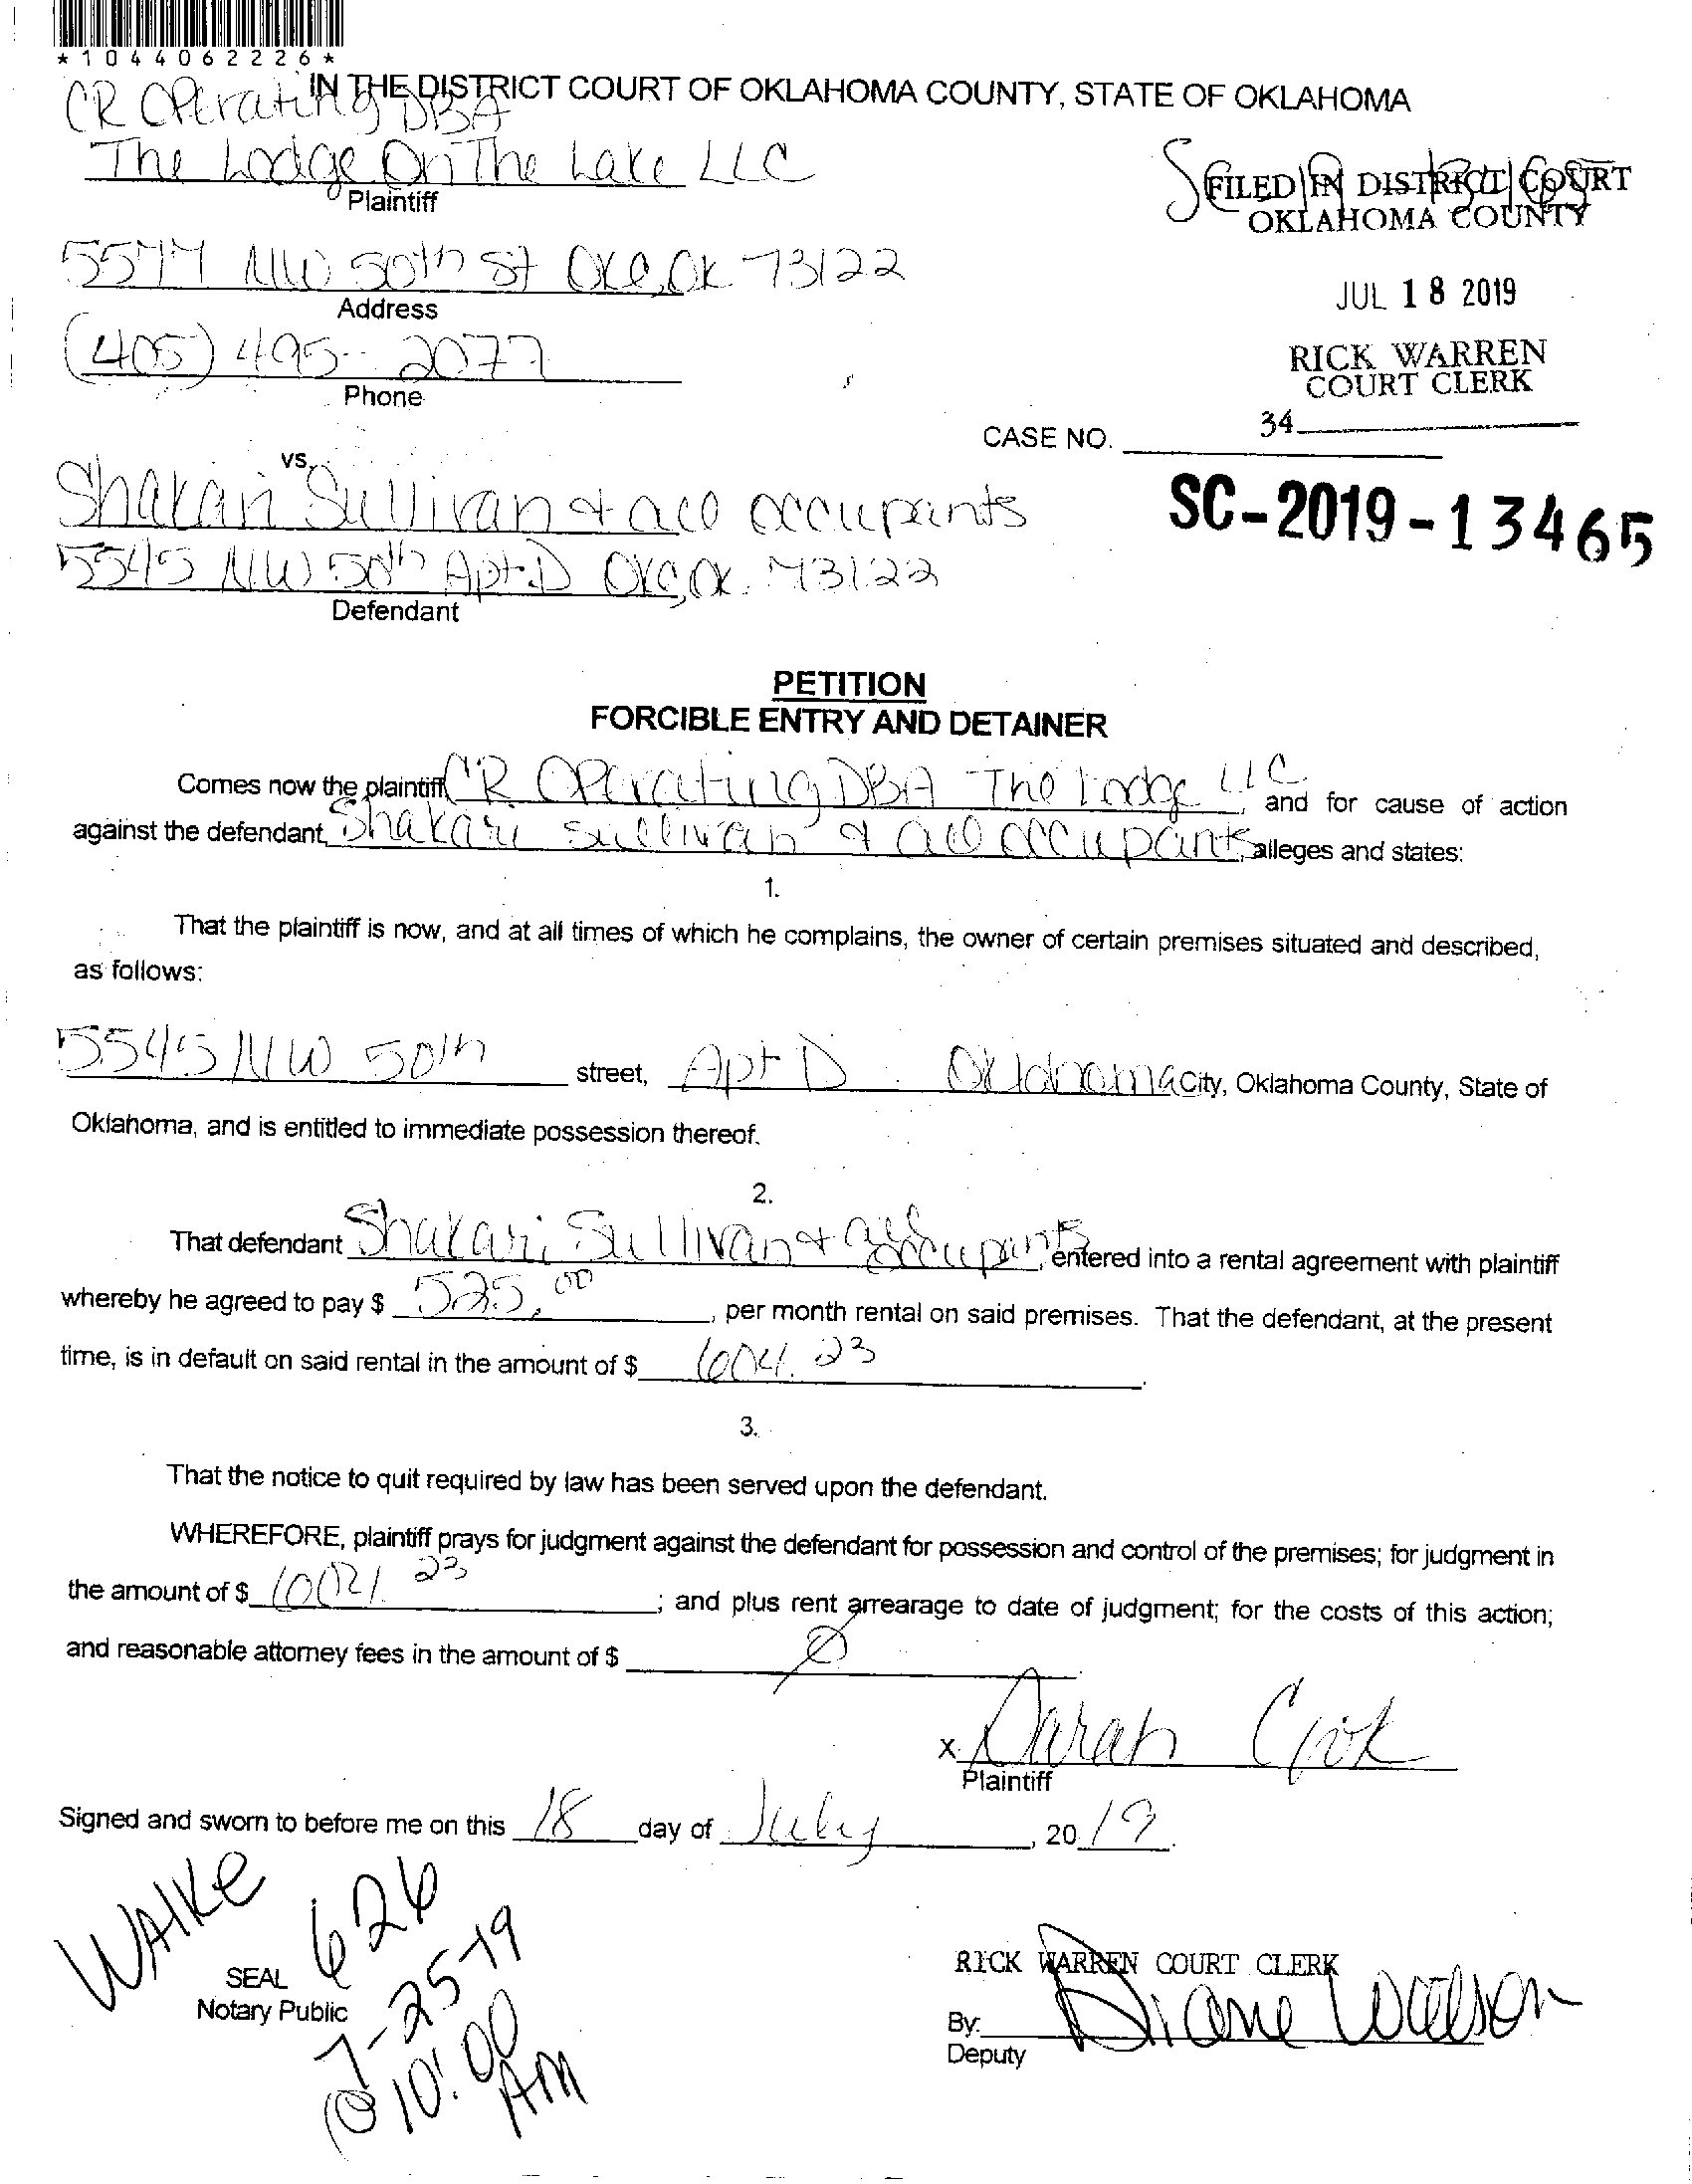 *1044062226*
IN THE DISTRICT COURT OF OKLAHOMA COUNTY, STATE OF OKLAHOMA
CR Operating DBA
The Lodge On The Lake LLC
Plaintiff
FILED IN DISTRICT COURT
OKLAHOMA COUNTY
5577 NW 50th St OKC, OK 73122
Address
JUL 18 2019
(405) 495-2077
Phone
RICK WARREN
COURT CLERK
34
CASE NO.
vs.
Shakari Sullivan & all occupants
SC-2019-13465
5545 NW 50th Apt D OKC, OK. 73122
Defendant
PETITION
FORCIBLE ENTRY AND DETAINER
Comes now the plaintiff CR Operating DBA The Lodge LLC, and for cause of action
against the defendant, Shakari Sullivan & all occupants, alleges and states:
1.
That the plaintiff is now, and at all times of which he complains, the owner of certain premises situated and described,
as follows:
5545 NW 50th street, Apt D Oklahoma City, Oklahoma County, State of
Oklahoma, and is entitled to immediate possession thereof.
2.
That defendant Shakari Sullivan & all occupants, entered into a rental agreement with plaintiff
whereby he agreed to pay $ 525.00, per month rental on said premises. That the defendant, at the present
time, is in default on said rental in the amount of $ 604.23.
3.
That the notice to quit required by law has been served upon the defendant.
WHEREFORE, plaintiff prays for judgment against the defendant for possession and control of the premises; for judgment in
the amount of $ 23; and plus rent arrearage to date of judgment; for the costs of this action;
and reasonable attorney fees in the amount of $ Ø
x Darah Cook
Plaintiff
Signed and sworn to before me on this 18 day of July, 2019.
WAIKE
626
SEAL
Notary Public
7-25-19
@ 10:00
AM
RICK WARREN COURT CLERK
By: Diane Watson
Deputy